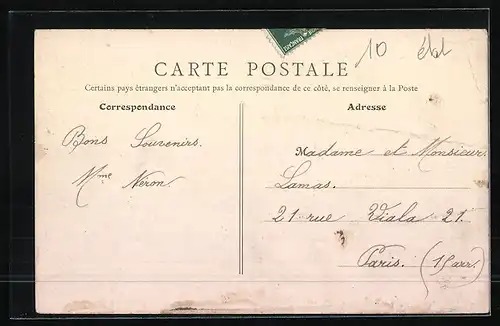 10 état
CARTE POSTALE
Certains pays étrangers n'acceptant pas la correspondance de ce côté, se renseigner à la Poste
Correspondance
Adresse
Bons Souvenirs.
Mme Neron.
Madame et Monsieur
Lamas.
21 rue Viala 21.
Paris. (15 arr)